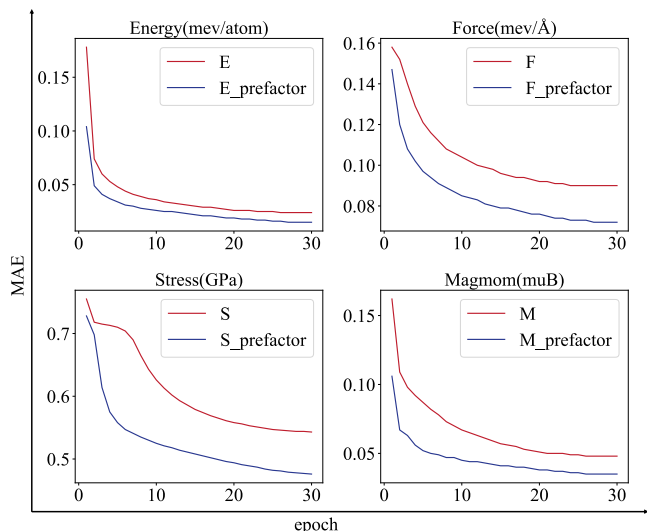 Energy(mev/atom)
E
E_prefactor
0.15
0.10
0.05
0
10
20
30
Force(mev/Å)
F
F_prefactor
0.16
0.14
0.12
0.10
0.08
0
10
20
30
MAE
Stress(GPa)
S
S_prefactor
0.7
0.6
0.5
0
10
20
30
Magmom(muB)
M
M_prefactor
0.15
0.10
0.05
0
10
20
30
epoch